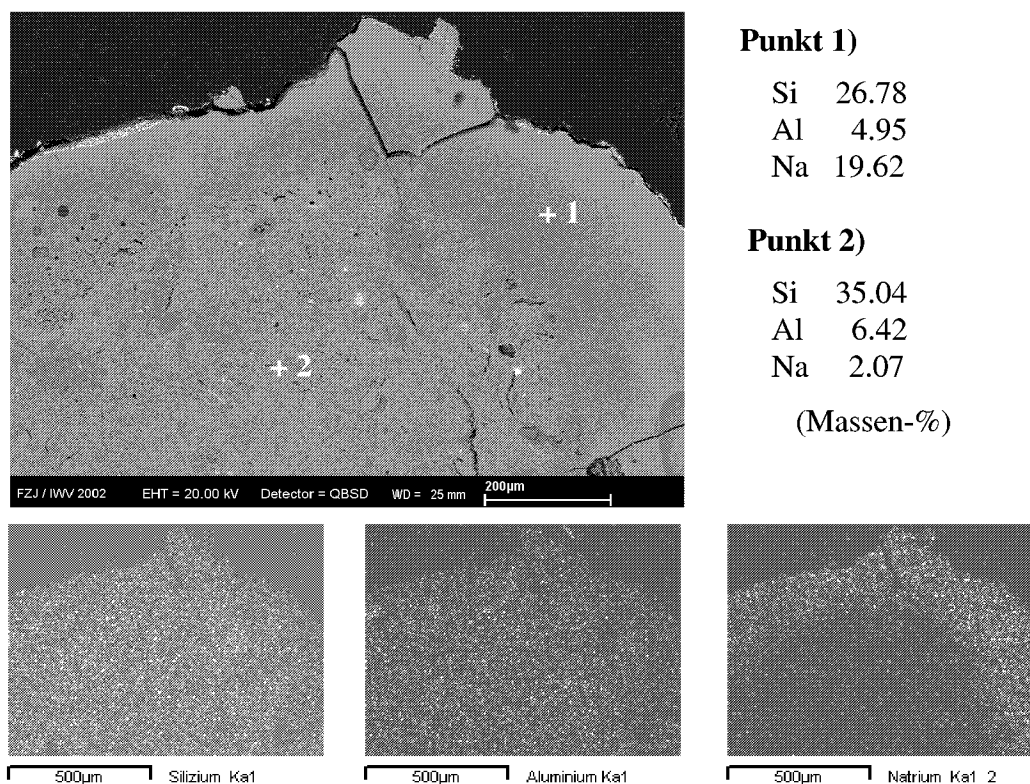 Punkt 1)
Si 26.78
Al 4.95
Na 19.62
+ 1
Punkt 2)
Si 35.04
Al 6.42
Na 2.07
+ 2
(Massen-%)
FZJ / IWV 2002 EHT = 20.00 kV Detector = QBSD WD = 25 mm 200µm
500µm Silizium Ka1
500µm Aluminium Ka1
500µm Natrium Ka1_2